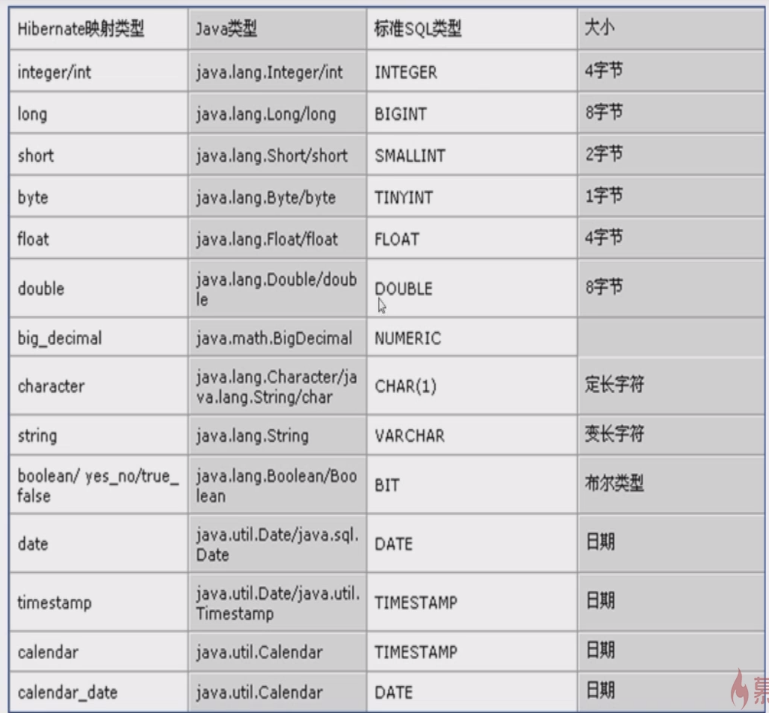 Hibernate映射类型 Java类型 标准SQL类型 大小
integer/int java.lang.Integer/int INTEGER 4字节
long java.lang.Long/long BIGINT 8字节
short java.lang.Short/short SMALLINT 2字节
byte java.lang.Byte/byte TINYINT 1字节
float java.lang.Float/float FLOAT 4字节
double java.lang.Double/doub
le DOUBLE 8字节
big_decimal java.math.BigDecimal NUMERIC
character java.lang.Character/ja
va.lang.String/char CHAR(1) 定长字符
string java.lang.String VARCHAR 变长字符
boolean/ yes_no/true_
false java.lang.Boolean/Boo
lean BIT 布尔类型
date java.util.Date/java.sql.
Date DATE 日期
timestamp java.util.Date/java.util.
Timestamp TIMESTAMP 日期
calendar java.util.Calendar TIMESTAMP 日期
calendar_date java.util.Calendar DATE 日期